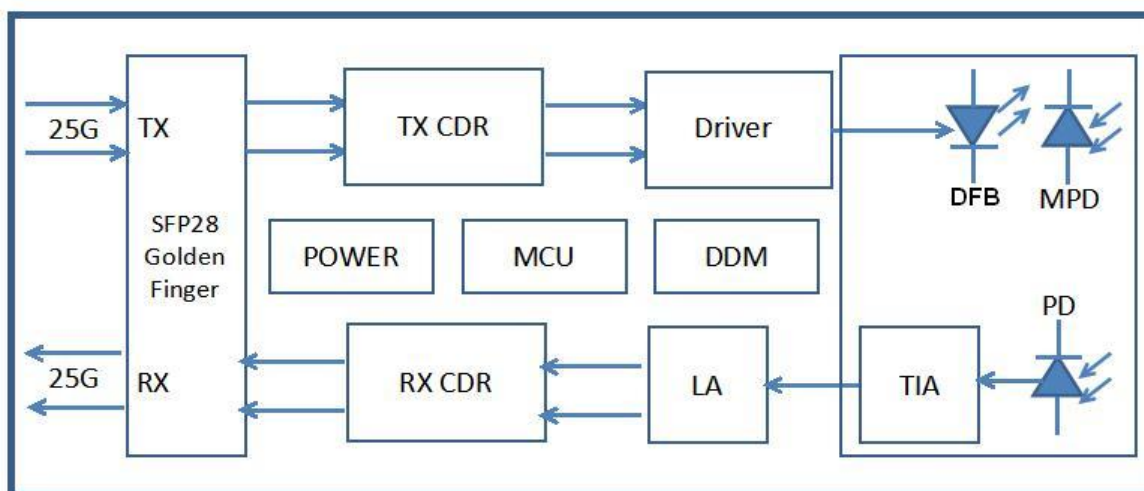 25G
TX
TX CDR
Driver
DFB
MPD
SFP28
Golden
Finger
POWER
MCU
DDM
25G
RX
RX CDR
LA
TIA
PD